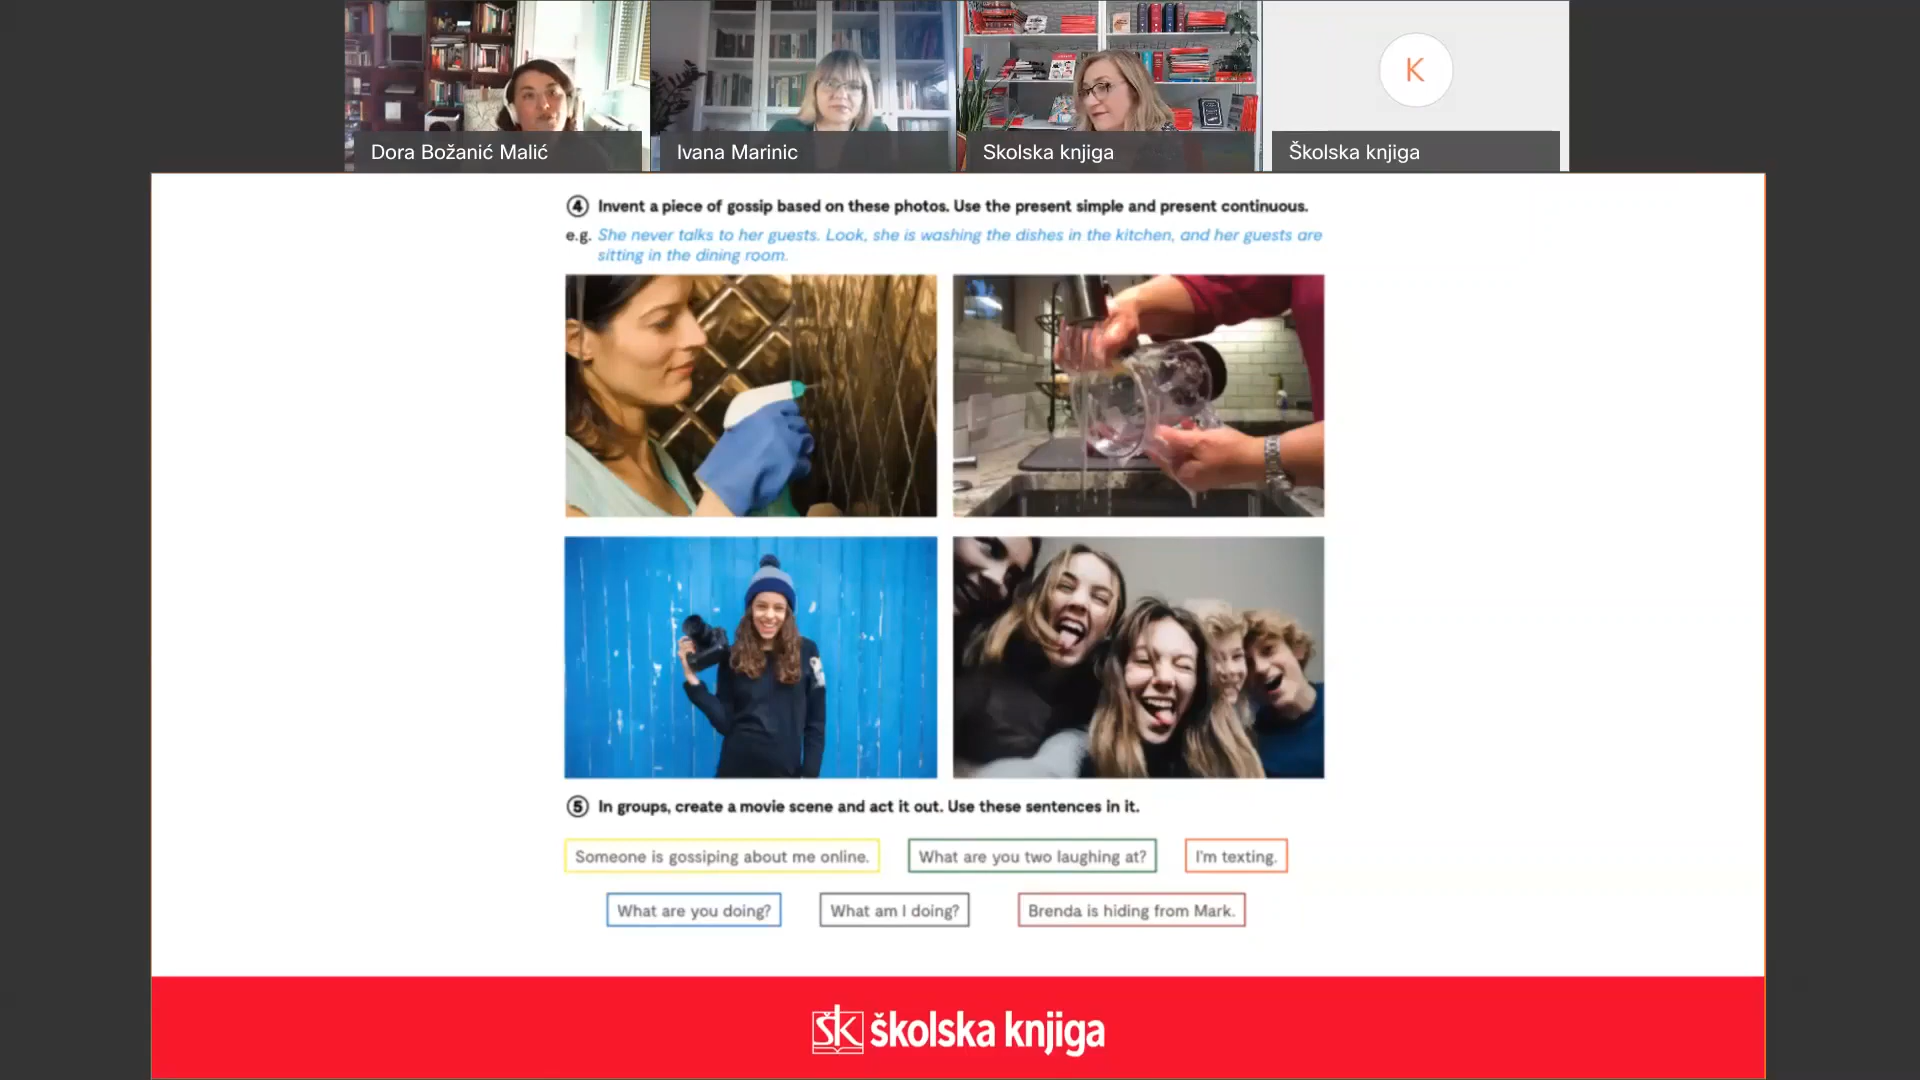 Dora Božanić Malić
Ivana Marinic
Skolska knjiga
K
Školska knjiga
4 Invent a piece of gossip based on these photos. Use the present simple and present continuous.
e.g. She never talks to her guests. Look, she is washing the dishes in the kitchen, and her guests are
sitting in the dining room.
5 In groups, create a movie scene and act it out. Use these sentences in it.
Someone is gossiping about me online.
What are you two laughing at?
I'm texting.
What are you doing?
What am I doing?
Brenda is hiding from Mark.
ŠK školska knjiga